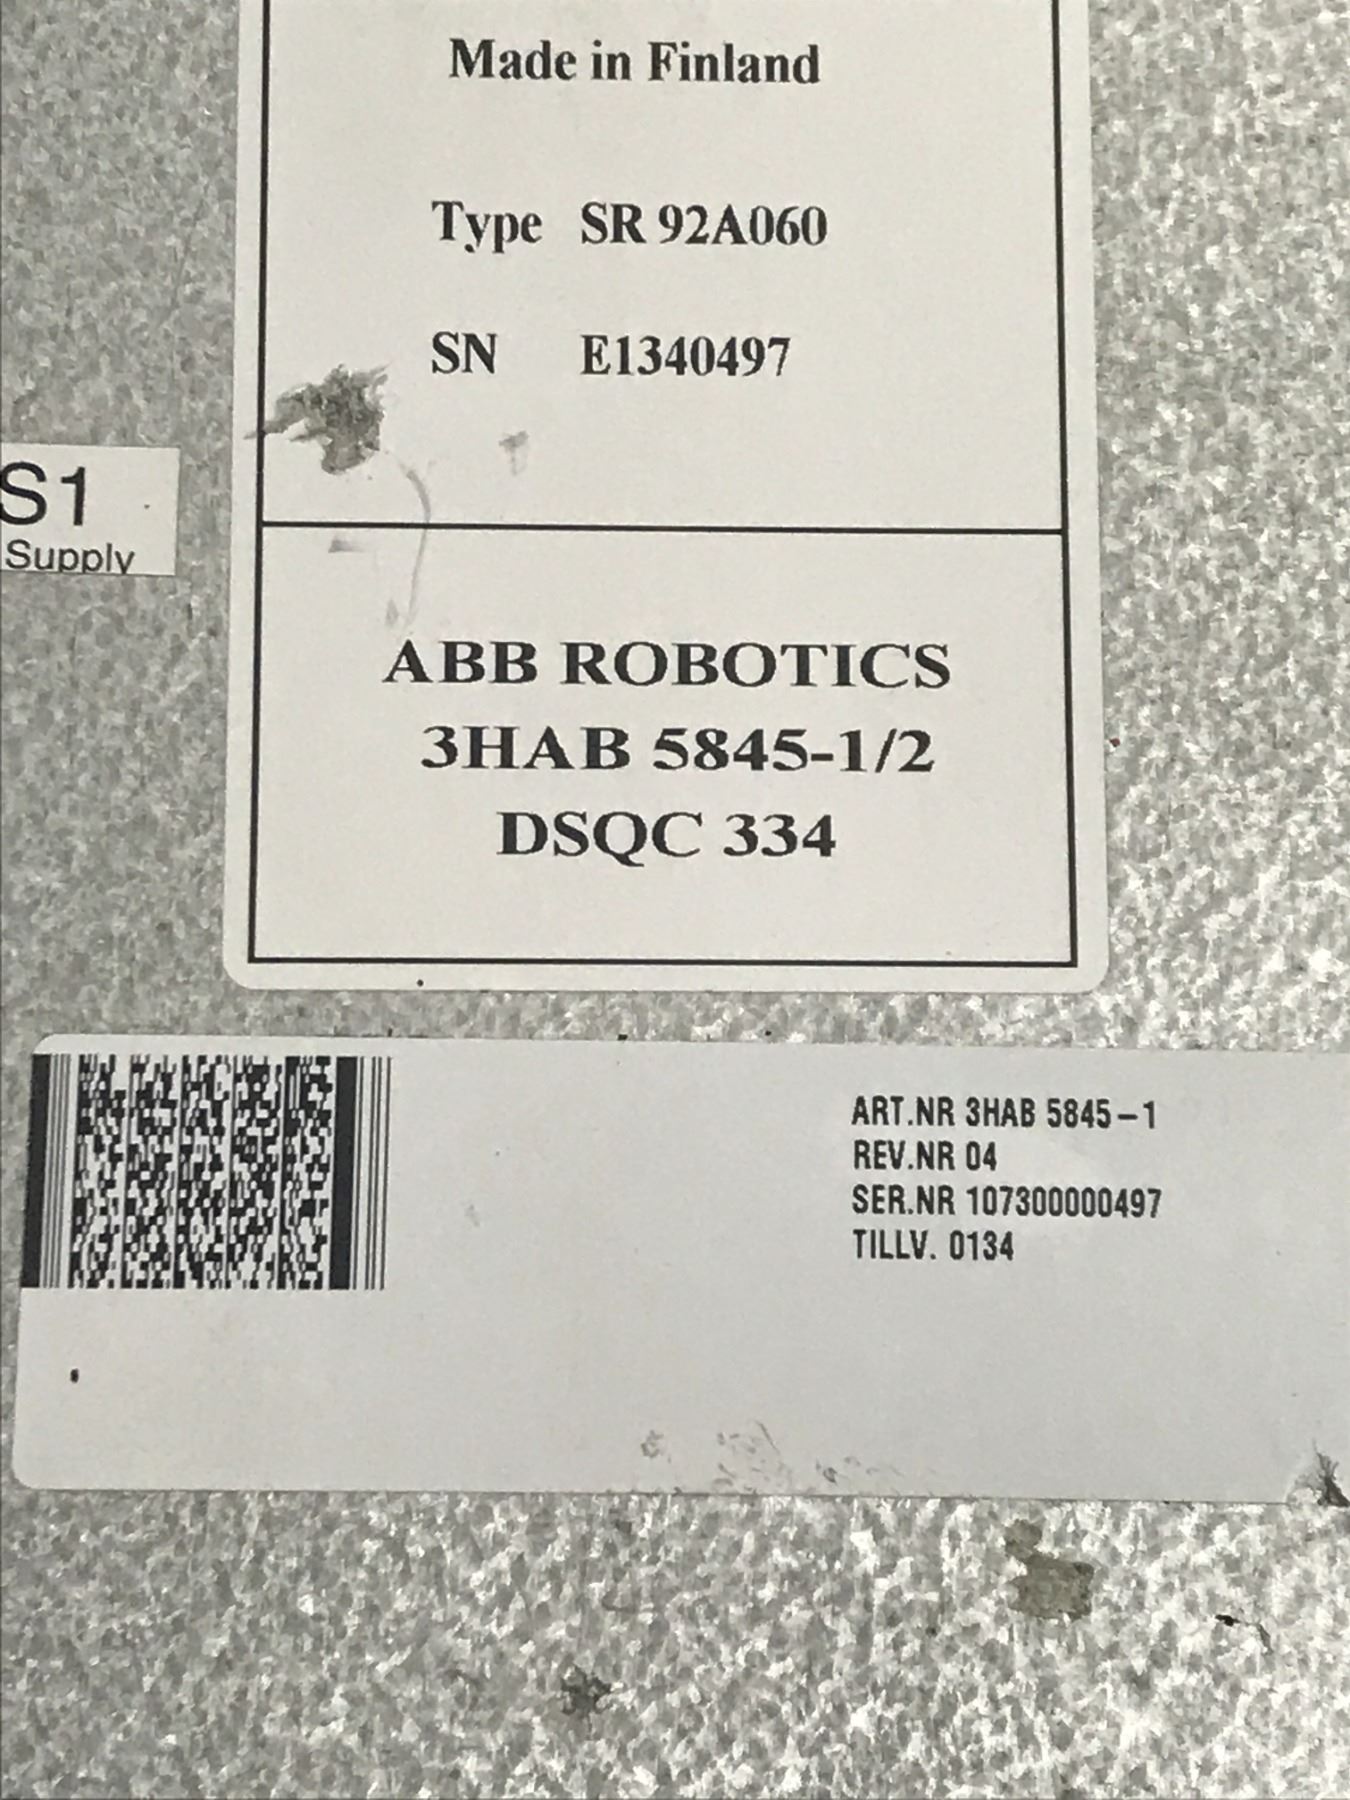 Made in Finland
Type SR 92A060
SN E1340497
S1
Supply
ABB ROBOTICS
3HAB 5845-1/2
DSQC 334
ART.NR 3HAB 5845-1
REV.NR 04
SER.NR 107300000497
TILLV. 0134